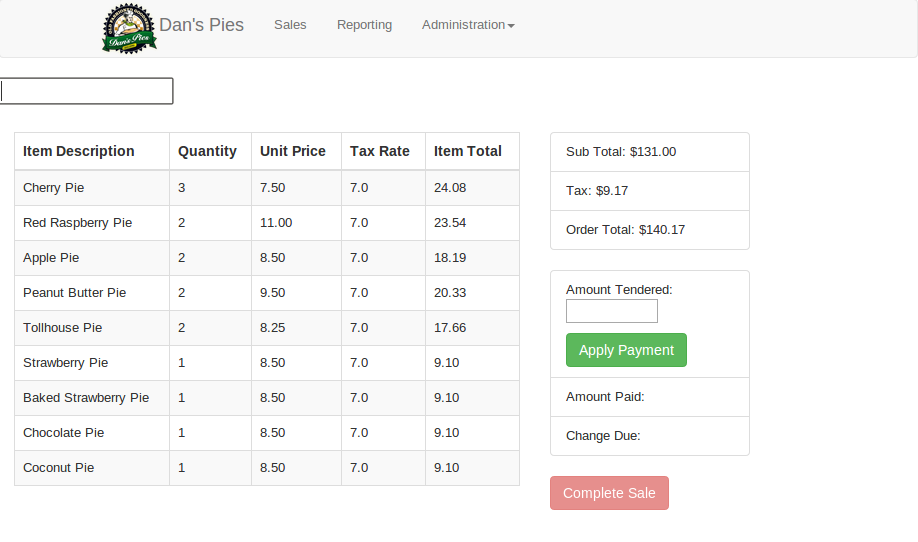 Dan's Pies
Dan's Pies Sales Reporting Administration
Item Description Quantity Unit Price Tax Rate Item Total
Cherry Pie 3 7.50 7.0 24.08
Red Raspberry Pie 2 11.00 7.0 23.54
Apple Pie 2 8.50 7.0 18.19
Peanut Butter Pie 2 9.50 7.0 20.33
Tollhouse Pie 2 8.25 7.0 17.66
Strawberry Pie 1 8.50 7.0 9.10
Baked Strawberry Pie 1 8.50 7.0 9.10
Chocolate Pie 1 8.50 7.0 9.10
Coconut Pie 1 8.50 7.0 9.10
Sub Total: $131.00
Tax: $9.17
Order Total: $140.17
Amount Tendered:
Apply Payment
Amount Paid:
Change Due:
Complete Sale